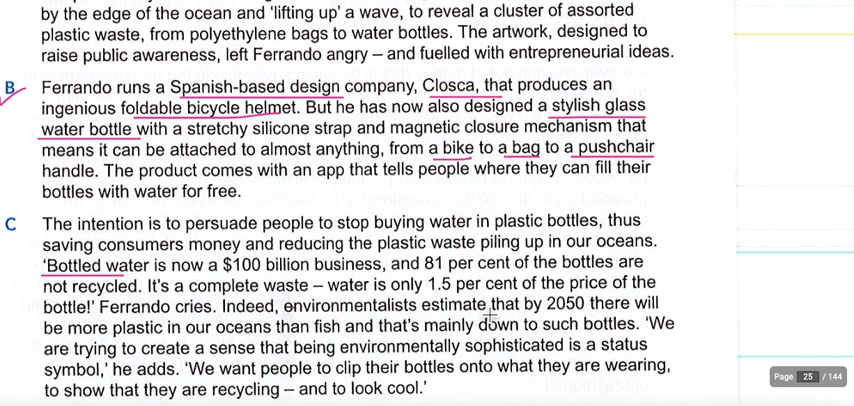 by the edge of the ocean and 'lifting up' a wave, to reveal a cluster of assorted
plastic waste, from polyethylene bags to water bottles. The artwork, designed to
raise public awareness, left Ferrando angry – and fuelled with entrepreneurial ideas.
B Ferrando runs a Spanish-based design company, Closca, that produces an
ingenious foldable bicycle helmet. But he has now also designed a stylish glass
water bottle with a stretchy silicone strap and magnetic closure mechanism that
means it can be attached to almost anything, from a bike to a bag to a pushchair
handle. The product comes with an app that tells people where they can fill their
bottles with water for free.
C The intention is to persuade people to stop buying water in plastic bottles, thus
saving consumers money and reducing the plastic waste piling up in our oceans.
'Bottled water is now a $100 billion business, and 81 per cent of the bottles are
not recycled. It's a complete waste – water is only 1.5 per cent of the price of the
bottle!' Ferrando cries. Indeed, environmentalists estimate that by 2050 there will
be more plastic in our oceans than fish and that's mainly down to such bottles. 'We
are trying to create a sense that being environmentally sophisticated is a status
symbol,' he adds. 'We want people to clip their bottles onto what they are wearing,
to show that they are recycling – and to look cool.'
Page 25 / 144